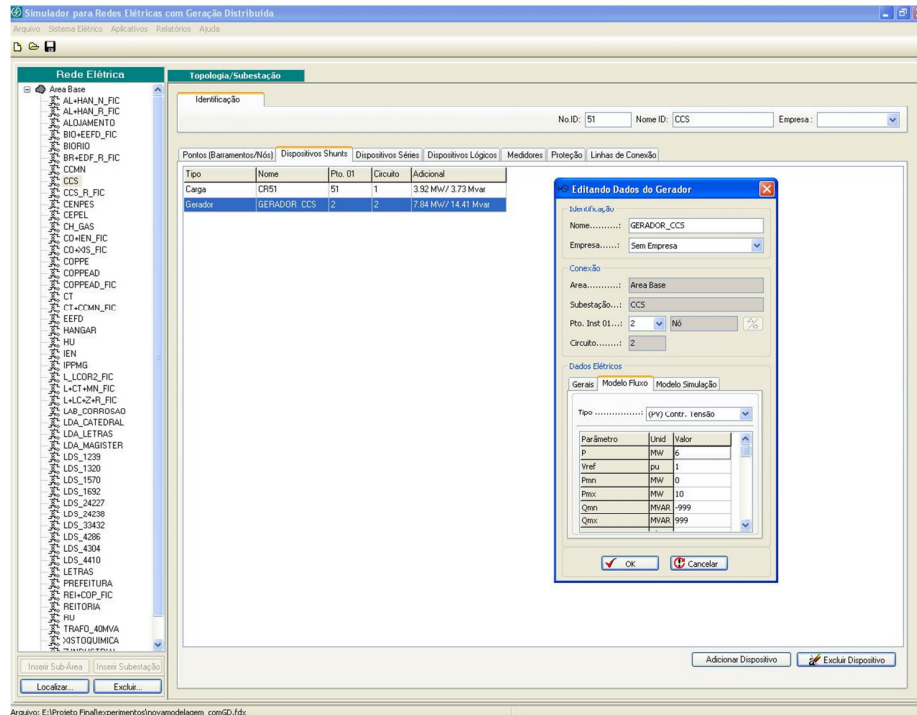 Simulador para Redes Elétricas com Geração Distribuída
Arquivo Sistema Elétrico Aplicativos Relatórios Ajuda
Rede Elétrica
Area Base
AL+HAN_N_FIC
AL+HAN_R_FIC
ALOJAMENTO
BIO+EEFD_FIC
BIORIO
BR+EDF_R_FIC
CCMN
CCS
CCS_R_FIC
CENPES
CEPEL
CH_GAS
CO+IEN_FIC
CO+XIS_FIC
COPPE
COPPEAD
COPPEAD_FIC
CT
CT+CCMN_FIC
EEFD
HANGAR
HU
IEN
IPPMG
L_LCOR2_FIC
L+CT+MN_FIC
L+LC+Z+R_FIC
LAB_CORROSAO
LDA_CATEDRAL
LDA_LETRAS
LDA_MAGISTER
LDS_1239
LDS_1320
LDS_1570
LDS_1692
LDS_24227
LDS_24238
LDS_33432
LDS_4286
LDS_4304
LDS_4410
LETRAS
PREFEITURA
REI+COP_FIC
REITORIA
RU
TRAFO_40MVA
XISTOQUIMICA
Inserir Sub-Área Inserir Subestação
Localizar... Excluir...
Topologia/Subestação
Identificação
No.ID: 51 Nome ID: CCS Empresa :
Pontos (Barramentos/Nós) Dispositivos Shunts Dispositivos Séries Dispositivos Lógicos Medidores Proteção Linhas de Conexão
Tipo Nome Pto. 01 Circuito Adicional
Carga CR51 51 1 3.92 MW/ 3.73 Mvar
Gerador GERADOR_CCS 2 2 7.84 MW/ 14.41 Mvar
Editando Dados do Gerador
Identificação
Nome..........: GERADOR_CCS
Empresa......: Sem Empresa
Conexão
Area...........: Area Base
Subestação...: CCS
Pto. Inst 01...: 2 Nó
Circuito........: 2
Dados Elétricos
Gerais Modelo Fluxo Modelo Simulação
Tipo ................: (PV) Contr. Tensão
Parâmetro Unid Valor
P MW 6
Vref pu 1
Pmn MW 0
Pmx MW 10
Qmn MVAR -999
Qmx MVAR 999
OK Cancelar
Adicionar Dispositivo Excluir Dispositivo
Arquivo: E:\Projeto Final\experimentos\novamodelagem_comGD.fdx